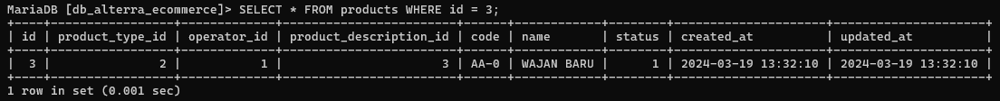 MariaDB [db_alterra_ecommerce]> SELECT * FROM products WHERE id = 3;
+----+-----------------+-------------+------------------------+------+------------+--------+---------------------+---------------------+
| id | product_type_id | operator_id | product_description_id | code | name       | status | created_at          | updated_at          |
+----+-----------------+-------------+------------------------+------+------------+--------+---------------------+---------------------+
|  3 |               2 |           1 |                      3 | AA-0 | WAJAN BARU |      1 | 2024-03-19 13:32:10 | 2024-03-19 13:32:10 |
+----+-----------------+-------------+------------------------+------+------------+--------+---------------------+---------------------+
1 row in set (0.001 sec)